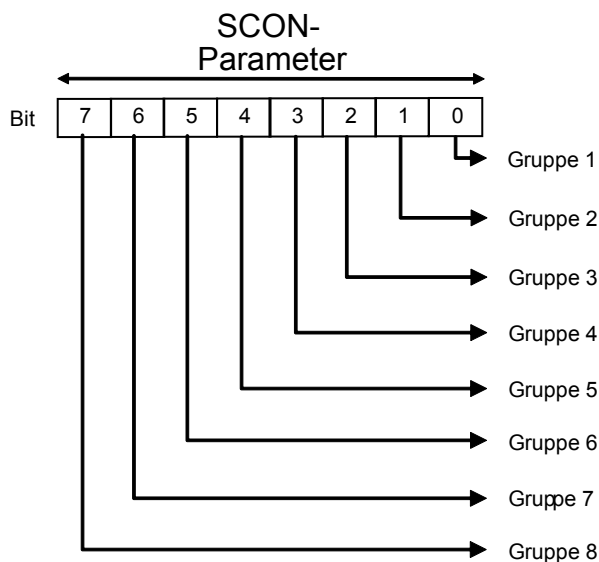 SCON-
Parameter
Bit 7 6 5 4 3 2 1 0
Gruppe 1
Gruppe 2
Gruppe 3
Gruppe 4
Gruppe 5
Gruppe 6
Gruppe 7
Gruppe 8